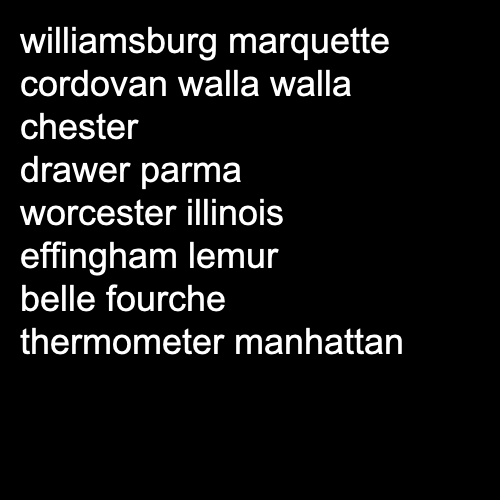 williamsburg marquette
cordovan walla walla
chester
drawer parma
worcester illinois
effingham lemur
belle fourche
thermometer manhattan